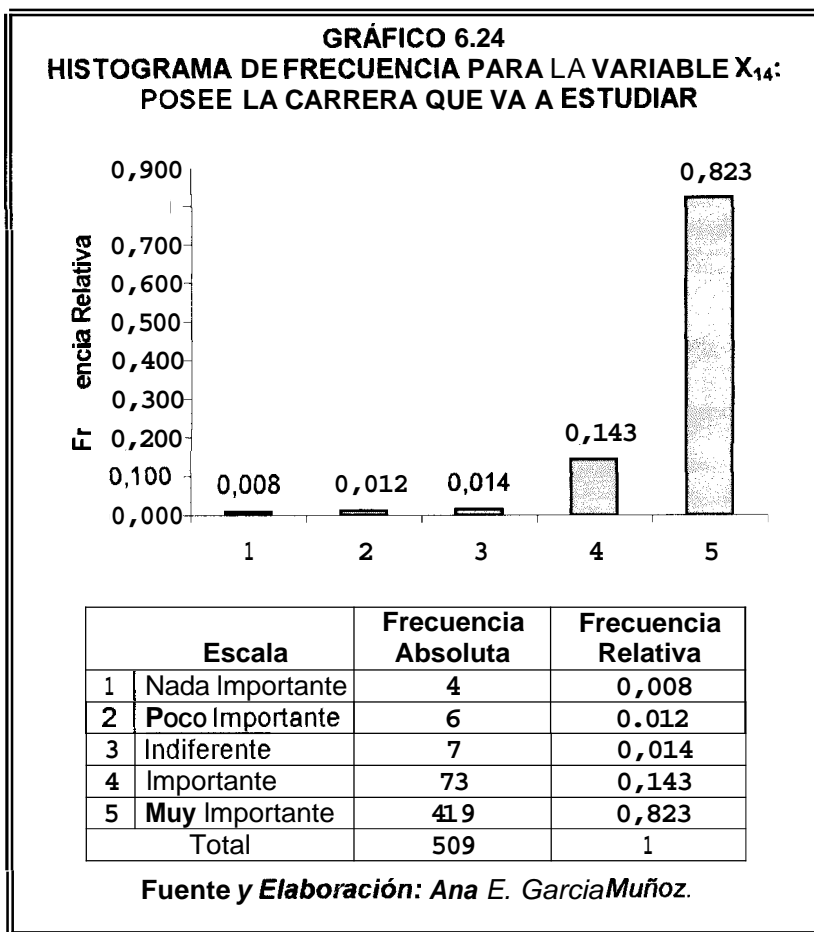 GRÁFICO 6.24
HISTOGRAMA DE FRECUENCIA PARA LA VARIABLE X₁₄:
POSEE LA CARRERA QUE VA A ESTUDIAR
Fr encia Relativa
0,900
0,700
0,600
0,500
0,400
0,300
0,200
0,100
0,000
0,008
0,012
0,014
0,143
0,823
1 2 3 4 5
Escala Frecuencia Absoluta Frecuencia Relativa
1 Nada Importante 4 0,008
2 Poco Importante 6 0.012
3 Indiferente 7 0,014
4 Importante 73 0,143
5 Muy Importante 419 0,823
Total 509 1
Fuente y Elaboración: Ana E. Garcia Muñoz.